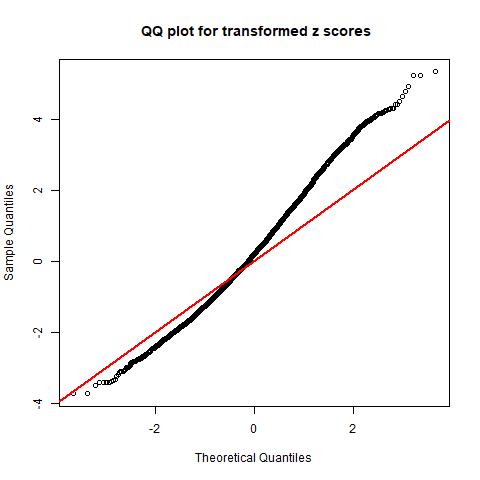 QQ plot for transformed z scores
Sample Quantiles
4
2
0
-2
-4
-2
0
2
Theoretical Quantiles